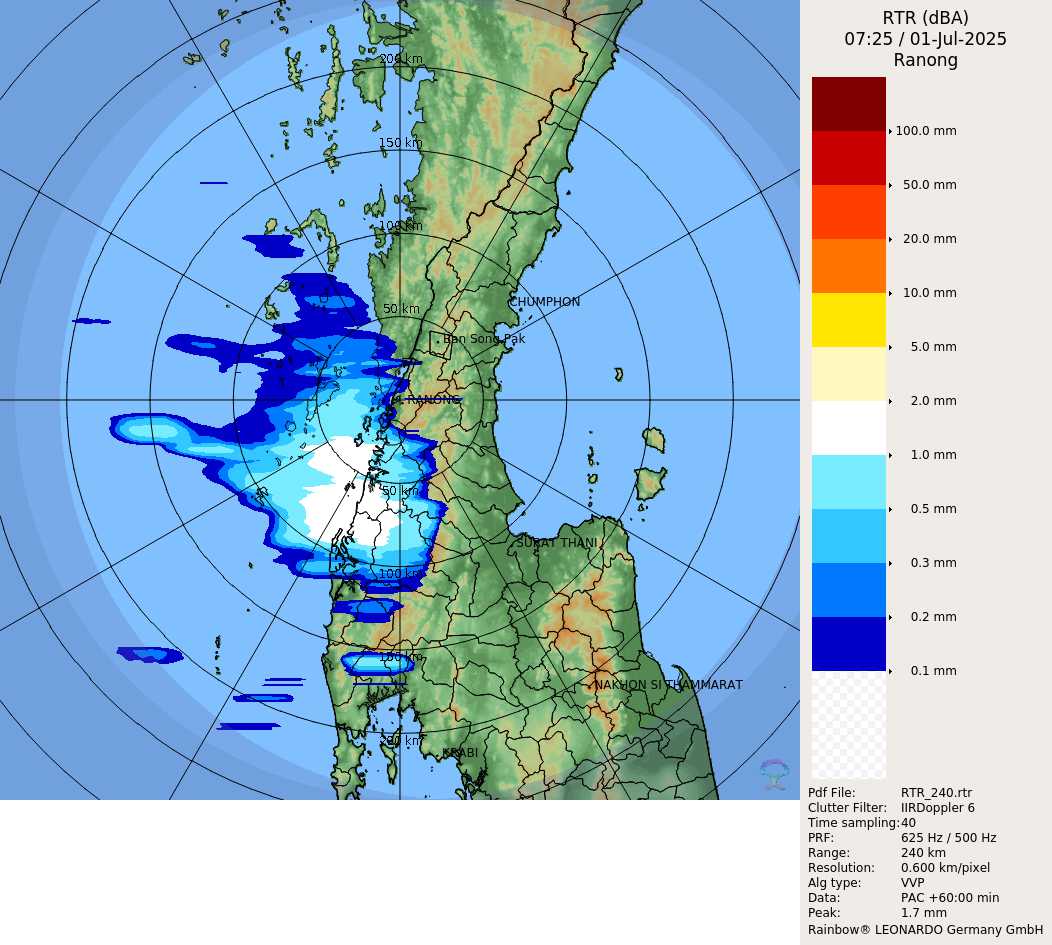 RTR (dBA)
07:25 / 01-Jul-2025
Ranong
200 km
150 km
100 km
50 km
CHUMPHON
Ban Song Pak
RANONG
50 km
SURAT THANI
100 km
150 km
NAKHON SI THAMMARAT
200 km
KRABI
100.0 mm
50.0 mm
20.0 mm
10.0 mm
5.0 mm
2.0 mm
1.0 mm
0.5 mm
0.3 mm
0.2 mm
0.1 mm
Pdf File: RTR_240.rtr
Clutter Filter: IIRDoppler 6
Time sampling:40
PRF: 625 Hz / 500 Hz
Range: 240 km
Resolution: 0.600 km/pixel
Alg type: VVP
Data: PAC +60:00 min
Peak: 1.7 mm
Rainbow® LEONARDO Germany GmbH